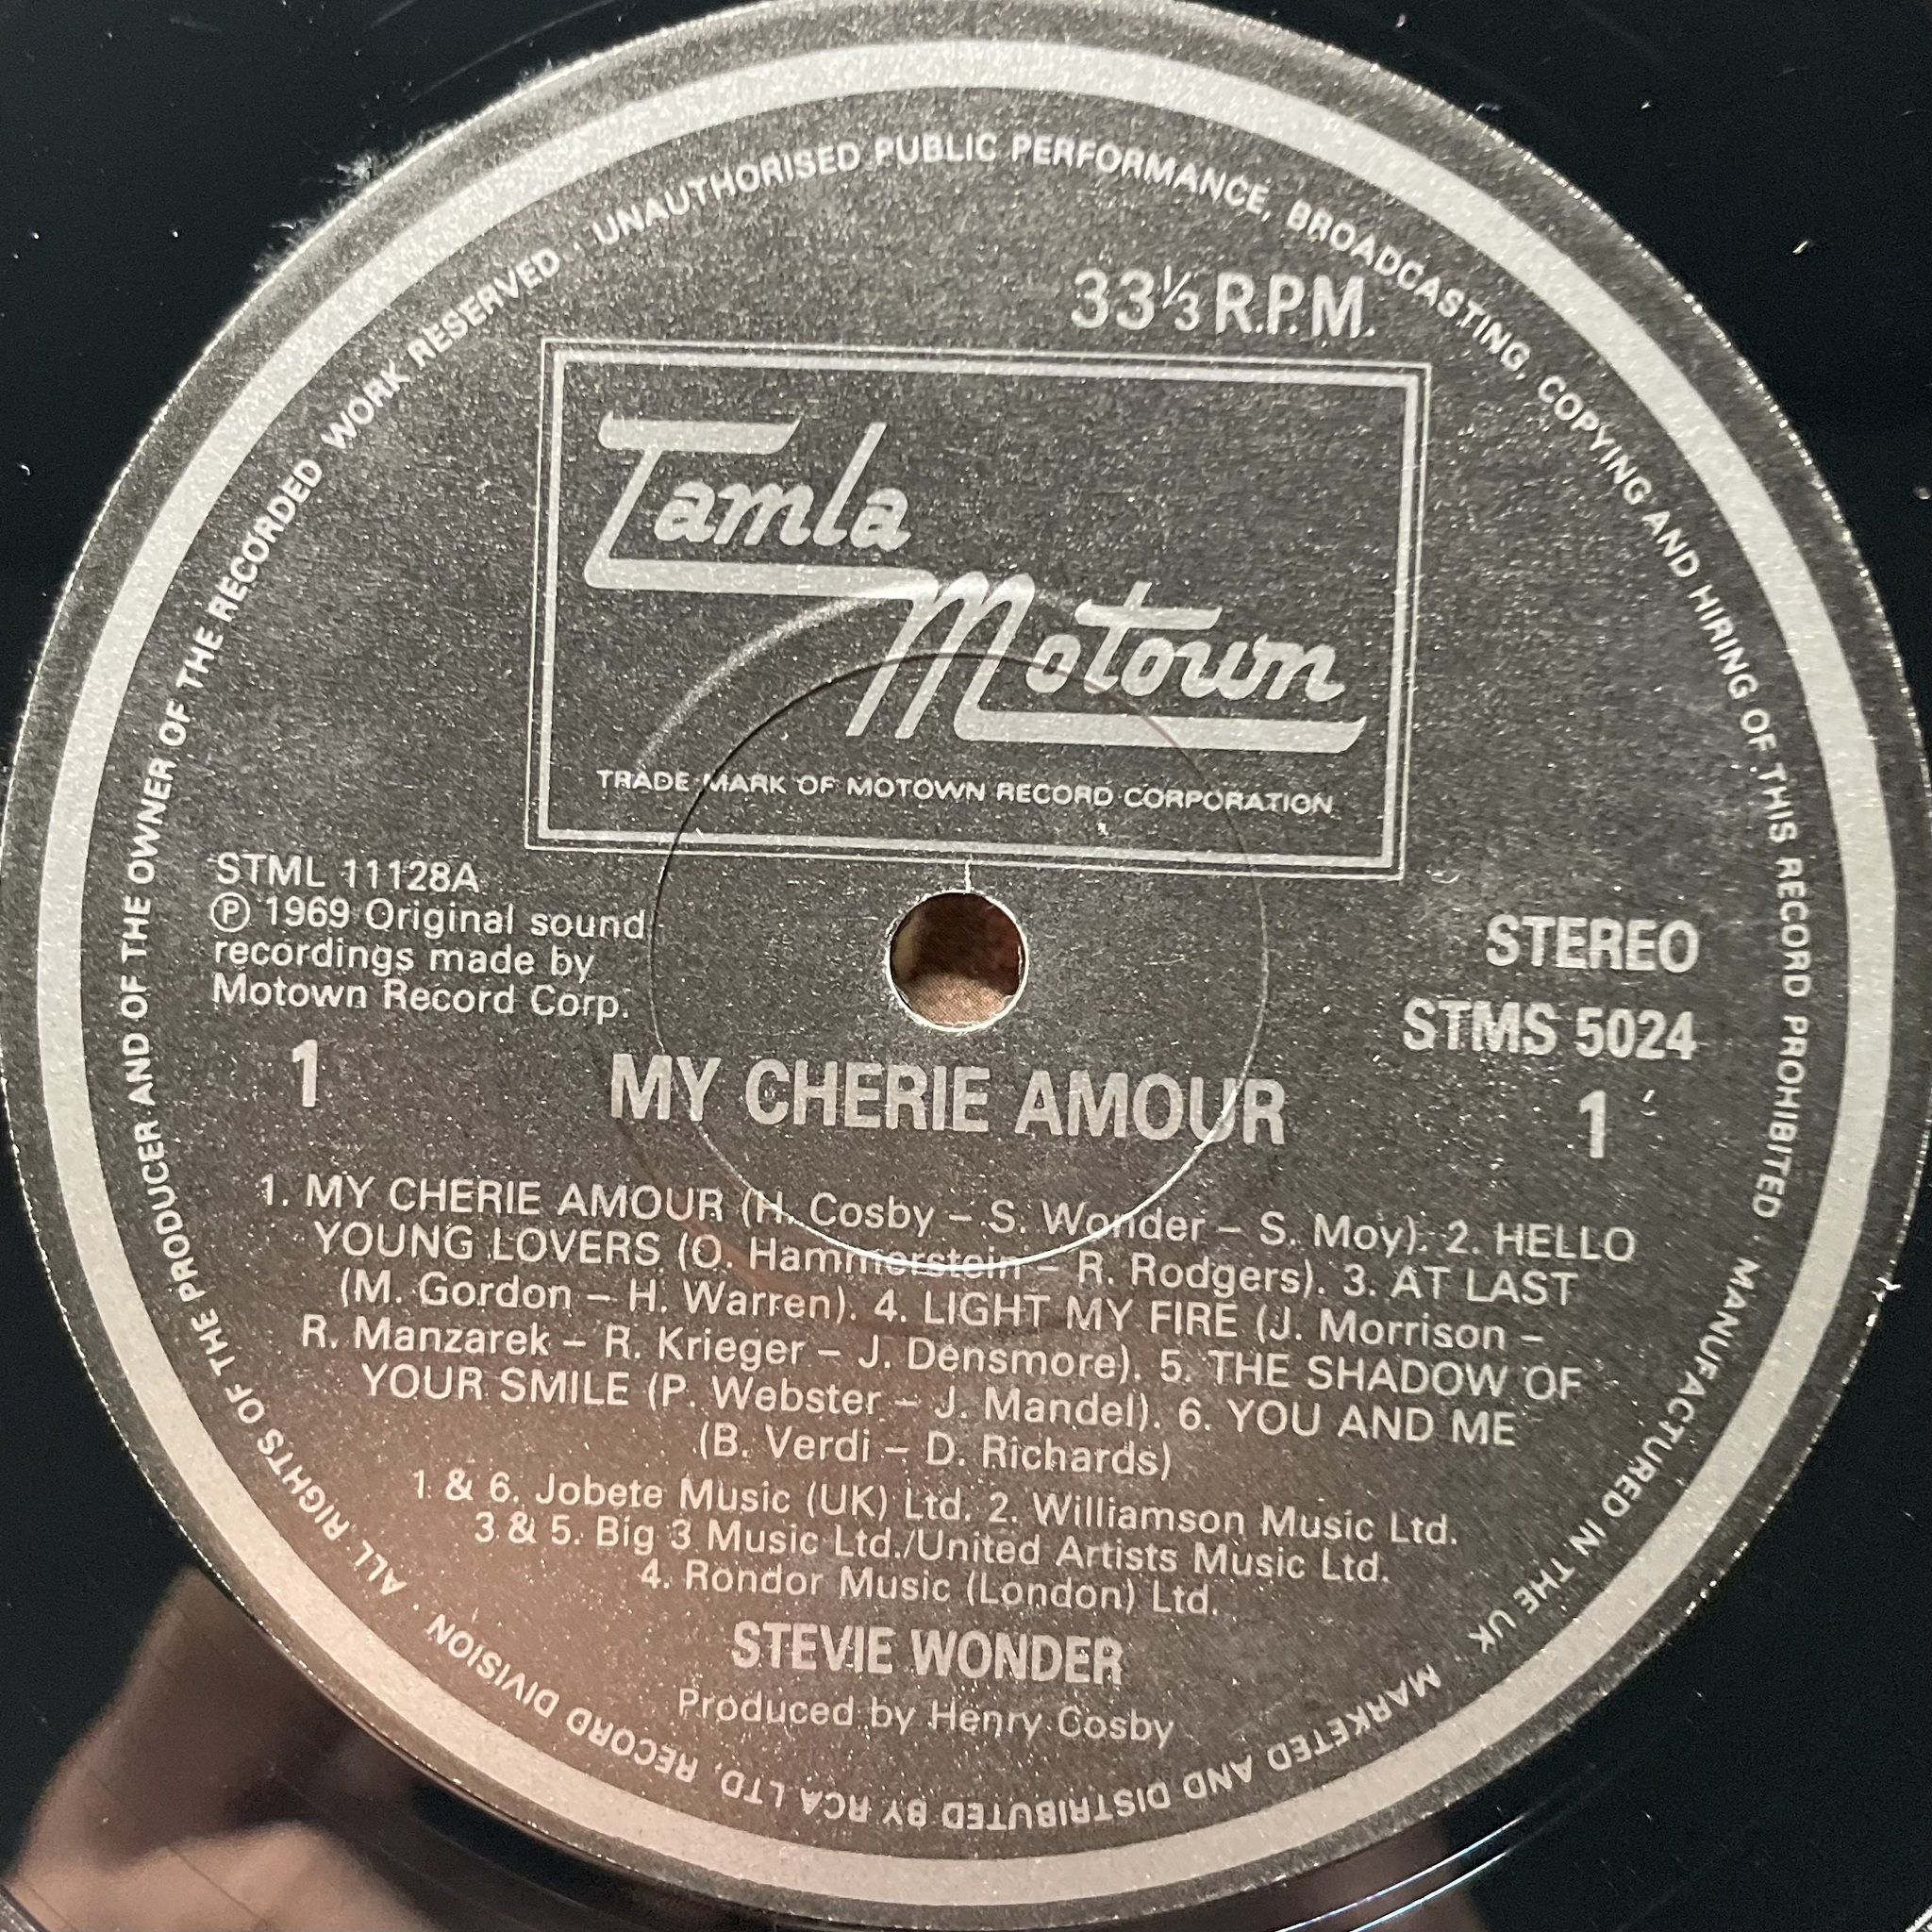 UNAUTHORISED PUBLIC PERFORMANCE, BROADCASTING, COPYING AND HIRING OF THIS RECORD PROHIBITED · MANUFACTURED IN THE UK
33⅓ R.P.M.
Tamla
Motown
TRADE MARK OF MOTOWN RECORD CORPORATION
STML 11128A
℗ 1969 Original sound
recordings made by
Motown Record Corp.
STEREO
STMS 5024
1
1
MY CHERIE AMOUR
1. MY CHERIE AMOUR (H. Cosby – S. Wonder – S. Moy). 2. HELLO
YOUNG LOVERS (O. Hammerstein – R. Rodgers). 3. AT LAST
(M. Gordon – H. Warren). 4. LIGHT MY FIRE (J. Morrison –
R. Manzarek – R. Krieger – J. Densmore). 5. THE SHADOW OF
YOUR SMILE (P. Webster – J. Mandel). 6. YOU AND ME
(B. Verdi – D. Richards)
1 & 6. Jobete Music (UK) Ltd. 2. Williamson Music Ltd.
3 & 5. Big 3 Music Ltd./United Artists Music Ltd.
4. Rondor Music (London) Ltd.
STEVIE WONDER
Produced by Henry Cosby
MARKETED AND DISTRIBUTED BY RCA LTD, RECORD DIVISION · ALL RIGHTS OF THE PRODUCER AND OF THE OWNER OF THE RECORDED WORK RESERVED ·